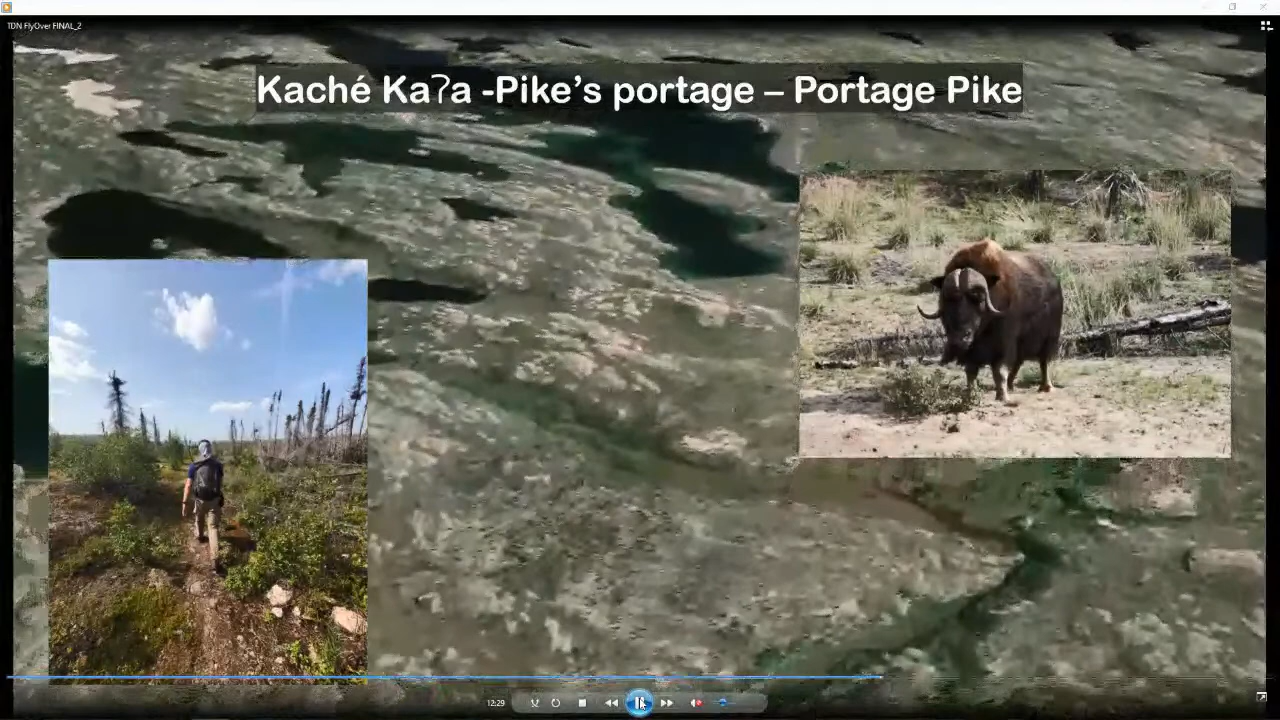 TDN FlyOver FINAL_2
Kaché Kaʔa -Pike's portage – Portage Pike
12:29